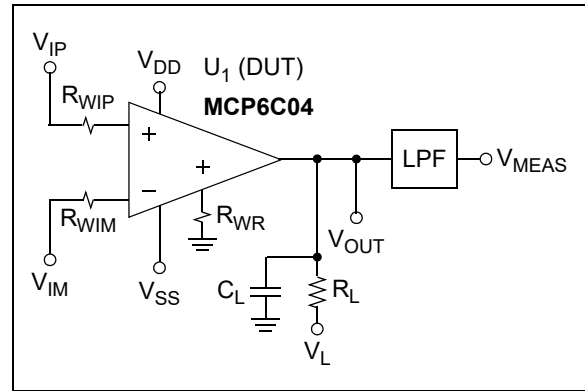 V_IP
V_DD
U_1 (DUT)
R_WIP
MCP6C04
+
−
+
LPF
V_MEAS
R_WIM
R_WR
V_OUT
V_IM
V_SS
C_L
R_L
V_L